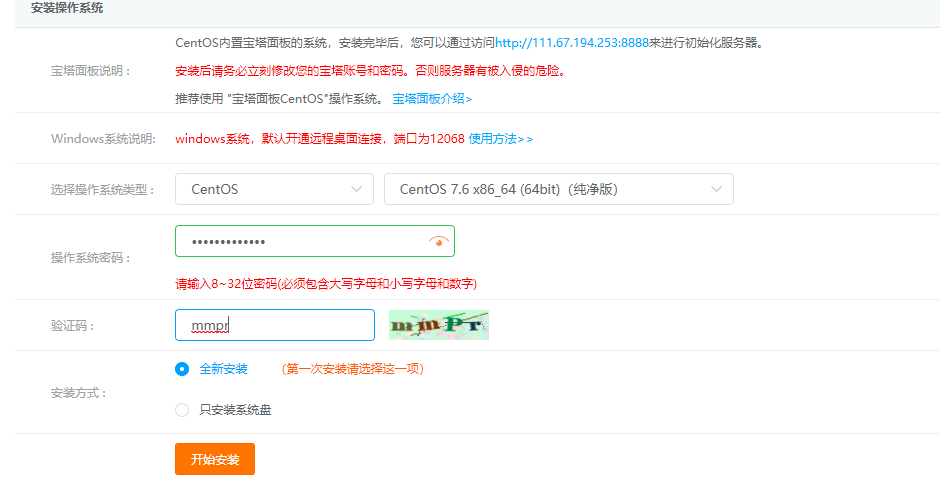 安装操作系统
CentOS内置宝塔面板的系统，安装完毕后，您可以通过访问http://111.67.194.253:8888来进行初始化服务器。
宝塔面板说明：
安装后请务必立刻修改您的宝塔账号和密码。否则服务器有被入侵的危险。
推荐使用 "宝塔面板CentOS"操作系统。 宝塔面板介绍>
Windows系统说明:
windows系统，默认开通远程桌面连接，端口为12068 使用方法>>
选择操作系统类型：
CentOS
CentOS 7.6 x86_64 (64bit)（纯净版）
操作系统密码：
•••••••••••••
请输入8~32位密码(必须包含大写字母和小写字母和数字)
验证码：
mmpr
mmPr
安装方式：
全新安装
（第一次安装请选择这一项）
只安装系统盘
开始安装